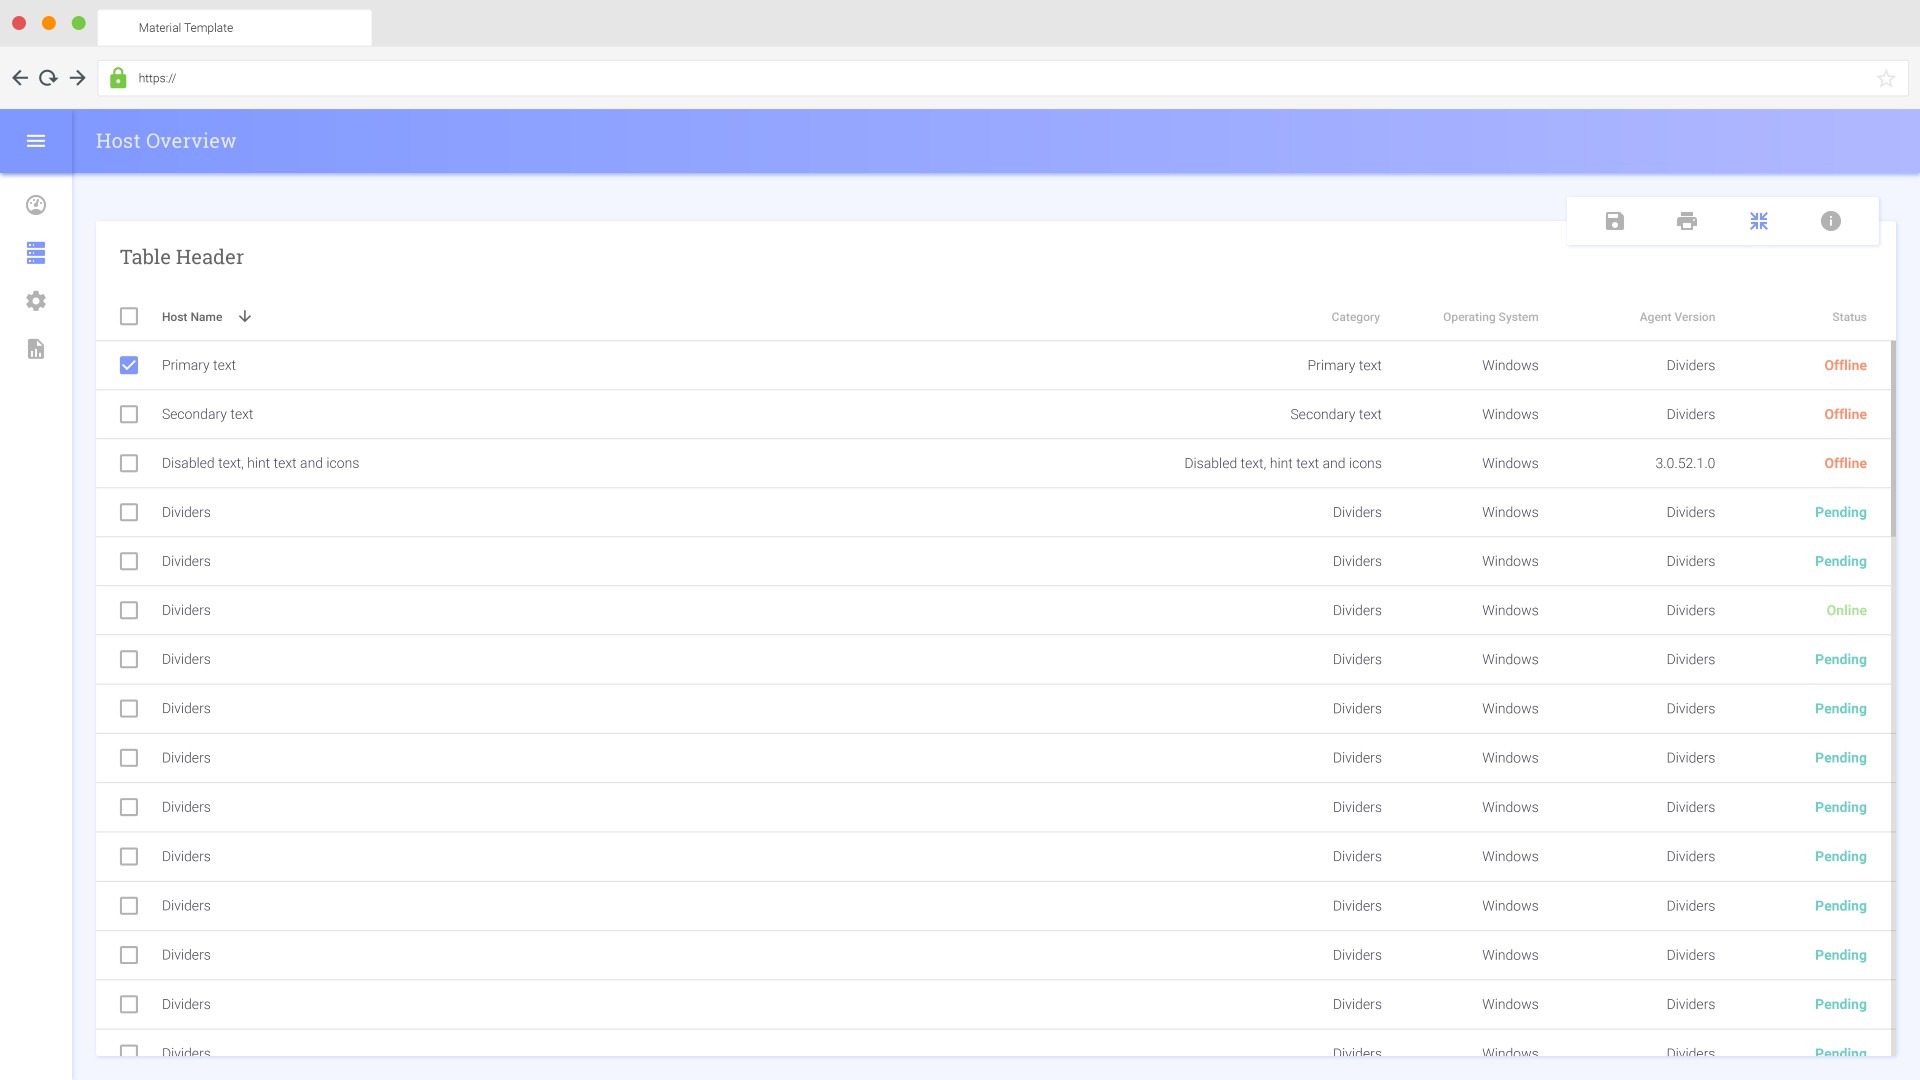 Material Template
https://
Host Overview
Table Header
Host Name Category Operating System Agent Version Status
Primary text Primary text Windows Dividers Offline
Secondary text Secondary text Windows Dividers Offline
Disabled text, hint text and icons Disabled text, hint text and icons Windows 3.0.52.1.0 Offline
Dividers Dividers Windows Dividers Pending
Dividers Dividers Windows Dividers Pending
Dividers Dividers Windows Dividers Online
Dividers Dividers Windows Dividers Pending
Dividers Dividers Windows Dividers Pending
Dividers Dividers Windows Dividers Pending
Dividers Dividers Windows Dividers Pending
Dividers Dividers Windows Dividers Pending
Dividers Dividers Windows Dividers Pending
Dividers Dividers Windows Dividers Pending
Dividers Dividers Windows Dividers Pending
Dividers Dividers Windows Dividers Pending